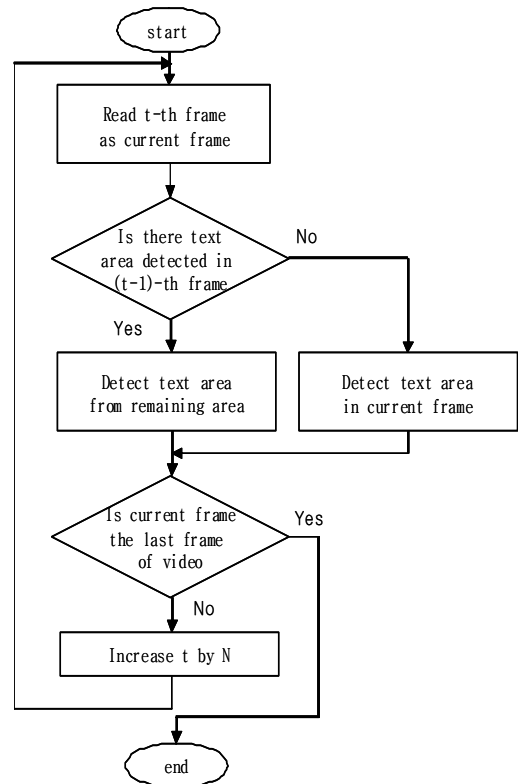 start
Read t-th frame
as current frame
Is there text
area detected in
(t-1)-th frame
No
Yes
Detect text area
from remaining area
Detect text area
in current frame
Is current frame
the last frame
of video
Yes
No
Increase t by N
end